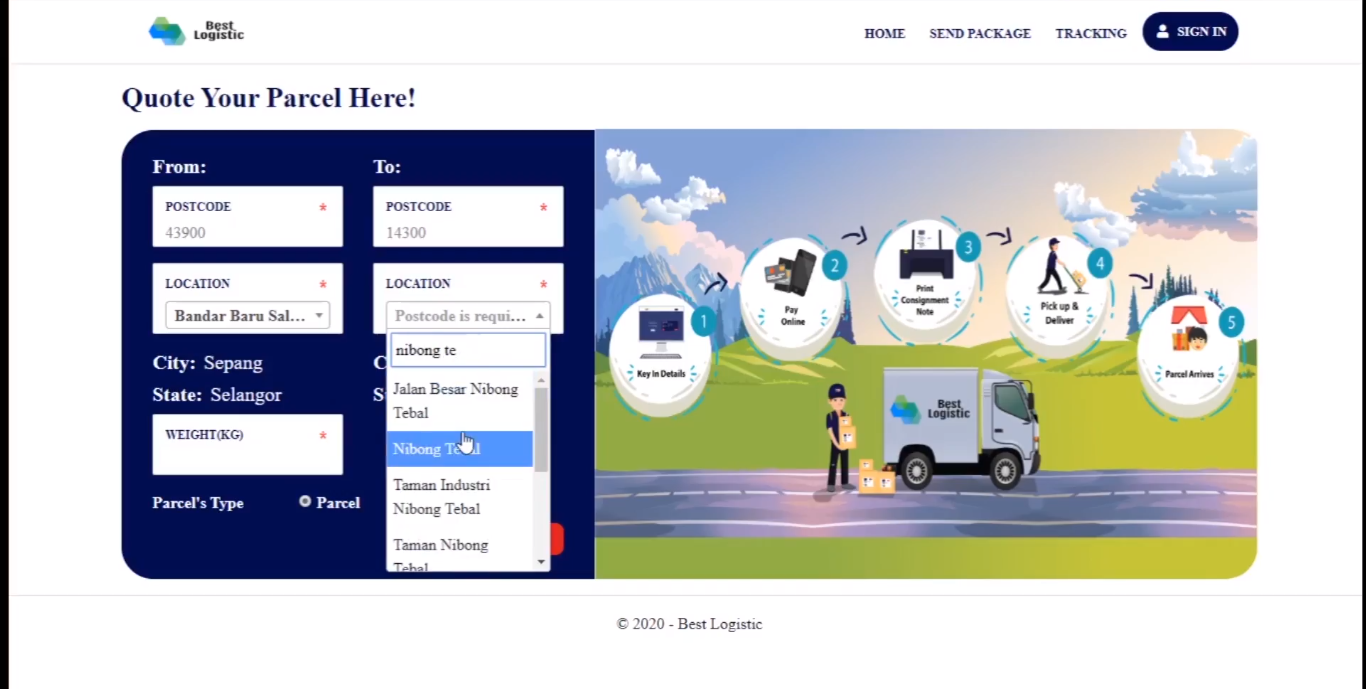 Best
Logistic
HOME
SEND PACKAGE
TRACKING
SIGN IN
Quote Your Parcel Here!
From:
To:
POSTCODE *
43900
POSTCODE *
14300
LOCATION *
Bandar Baru Sal...
LOCATION *
Postcode is requi...
nibong te
Jalan Besar Nibong
Tebal
Nibong Tebal
Taman Industri
Nibong Tebal
Taman Nibong
Tebal
City: Sepang
State: Selangor
C
S
WEIGHT(KG) *
Parcel's Type
Parcel
1
Key In Details
2
Pay
Online
3
Print
Consignment
Note
4
Pick up &
Deliver
5
Parcel Arrives
Best
Logistic
© 2020 - Best Logistic